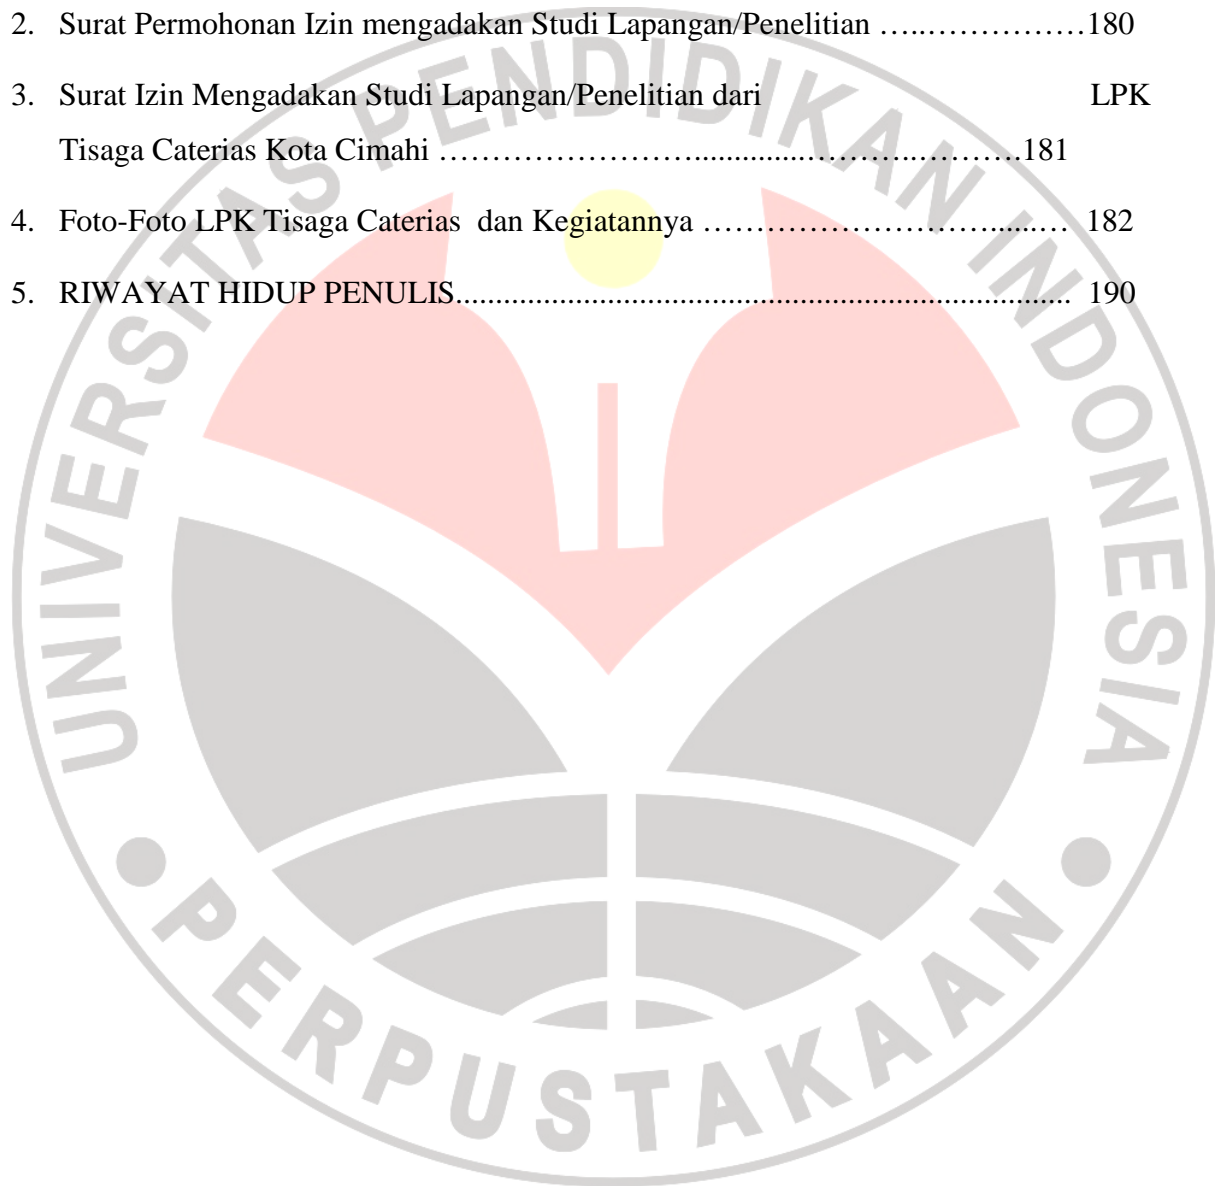 2. Surat Permohonan Izin mengadakan Studi Lapangan/Penelitian …..……………180
3. Surat Izin Mengadakan Studi Lapangan/Penelitian dari LPK
Tisaga Caterias Kota Cimahi ……………………..............………..……….181
4. Foto-Foto LPK Tisaga Caterias dan Kegiatannya ………………………......… 182
5. RIWAYAT HIDUP PENULIS.............................................................................. 190
UNIVERSITAS PENDIDIKAN INDONESIA
PERPUSTAKAAN